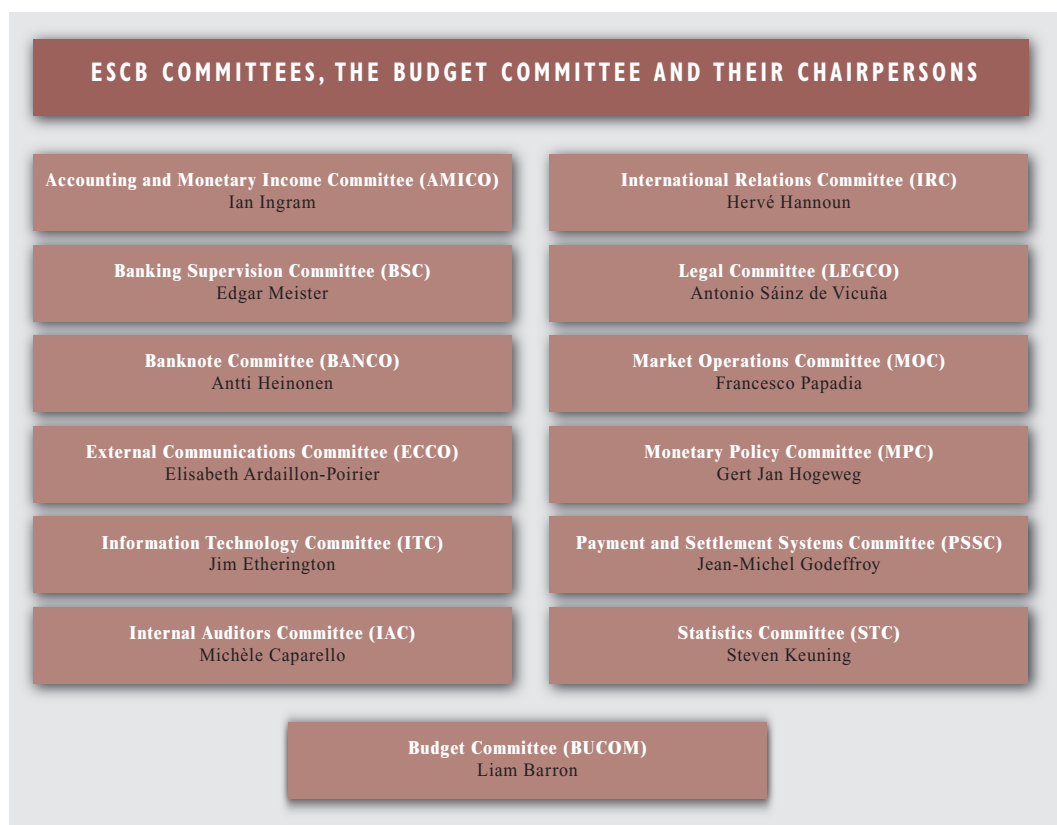 ESCB COMMITTEES, THE BUDGET COMMITTEE AND THEIR CHAIRPERSONS
Accounting and Monetary Income Committee (AMICO)
Ian Ingram
Banking Supervision Committee (BSC)
Edgar Meister
Banknote Committee (BANCO)
Antti Heinonen
External Communications Committee (ECCO)
Elisabeth Ardaillon-Poirier
Information Technology Committee (ITC)
Jim Etherington
Internal Auditors Committee (IAC)
Michèle Caparello
International Relations Committee (IRC)
Hervé Hannoun
Legal Committee (LEGCO)
Antonio Sáinz de Vicuña
Market Operations Committee (MOC)
Francesco Papadia
Monetary Policy Committee (MPC)
Gert Jan Hogeweg
Payment and Settlement Systems Committee (PSSC)
Jean-Michel Godeffroy
Statistics Committee (STC)
Steven Keuning
Budget Committee (BUCOM)
Liam Barron